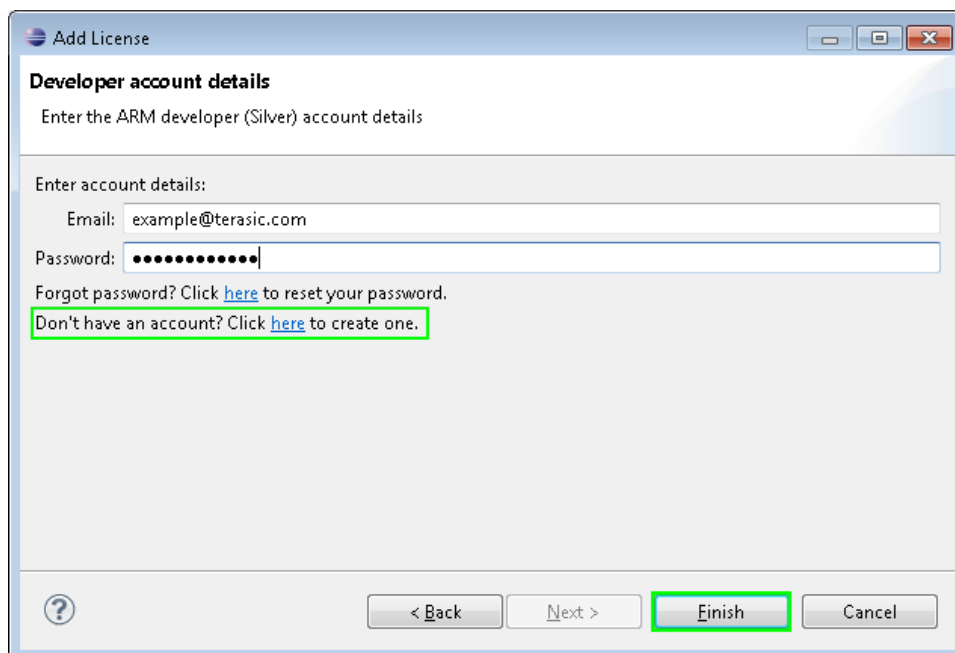 Add License
Developer account details
Enter the ARM developer (Silver) account details
Enter account details:
Email: example@terasic.com
Password: ●●●●●●●●●●●●
Forgot password? Click here to reset your password.
Don't have an account? Click here to create one.
? < Back Next > Finish Cancel